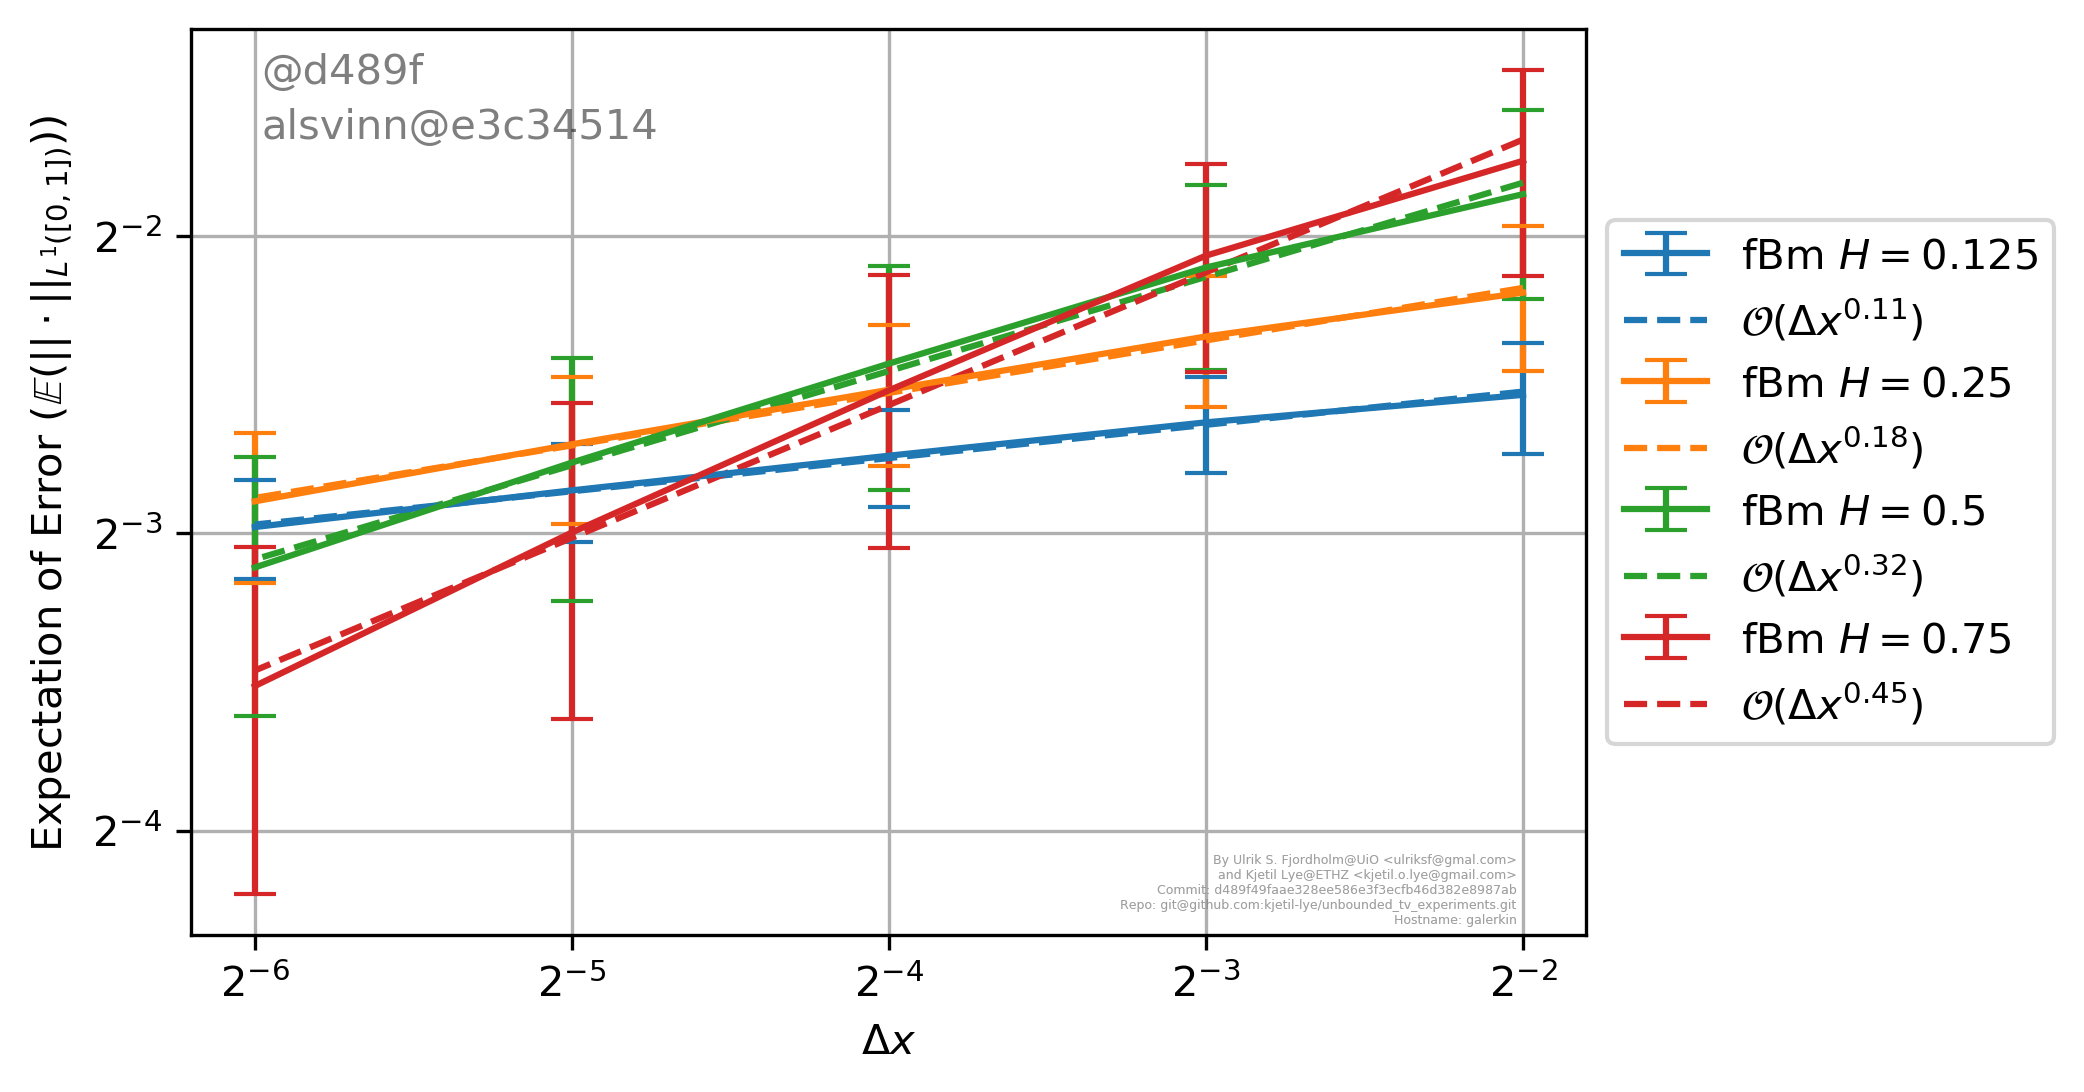 @d489f
alsvinn@e3c34514
Expectation of Error (𝔼(||·||_{L^1([0,1])}))
2^{-2}
2^{-3}
2^{-4}
2^{-6}
2^{-5}
2^{-4}
2^{-3}
2^{-2}
Δx
fBm H = 0.125
𝒪(Δx^{0.11})
fBm H = 0.25
𝒪(Δx^{0.18})
fBm H = 0.5
𝒪(Δx^{0.32})
fBm H = 0.75
𝒪(Δx^{0.45})
By Ulrik S. Fjordholm@UiO <ulriksf@gmal.com>
and Kjetil Lye@ETHZ <kjetil.o.lye@gmail.com>
Commit: d489f49faae328ee586e3f3ecfb46d382e8987ab
Repo: git@github.com:kjetil-lye/unbounded_tv_experiments.git
Hostname: galerkin